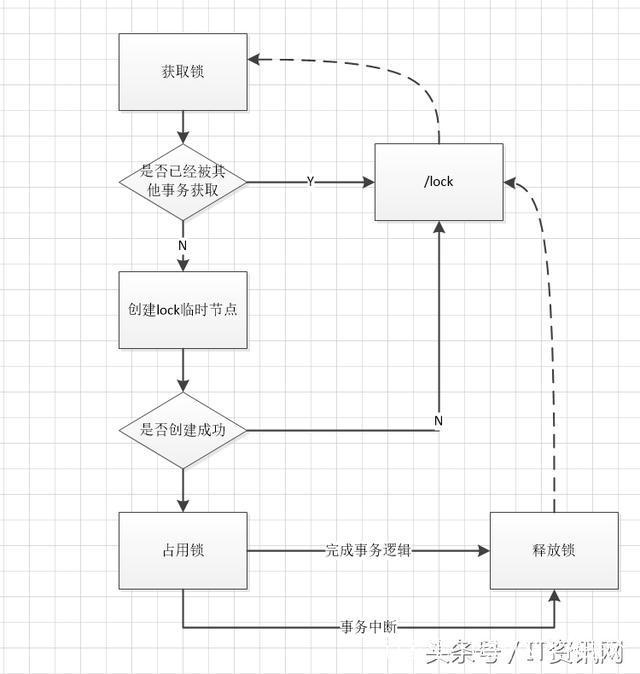 获取锁
是否已经被其
他事务获取
Y
/lock
N
创建lock临时节点
是否创建成功
N
占用锁
完成事务逻辑
释放锁
事务中断
头条号 / IT资讯网